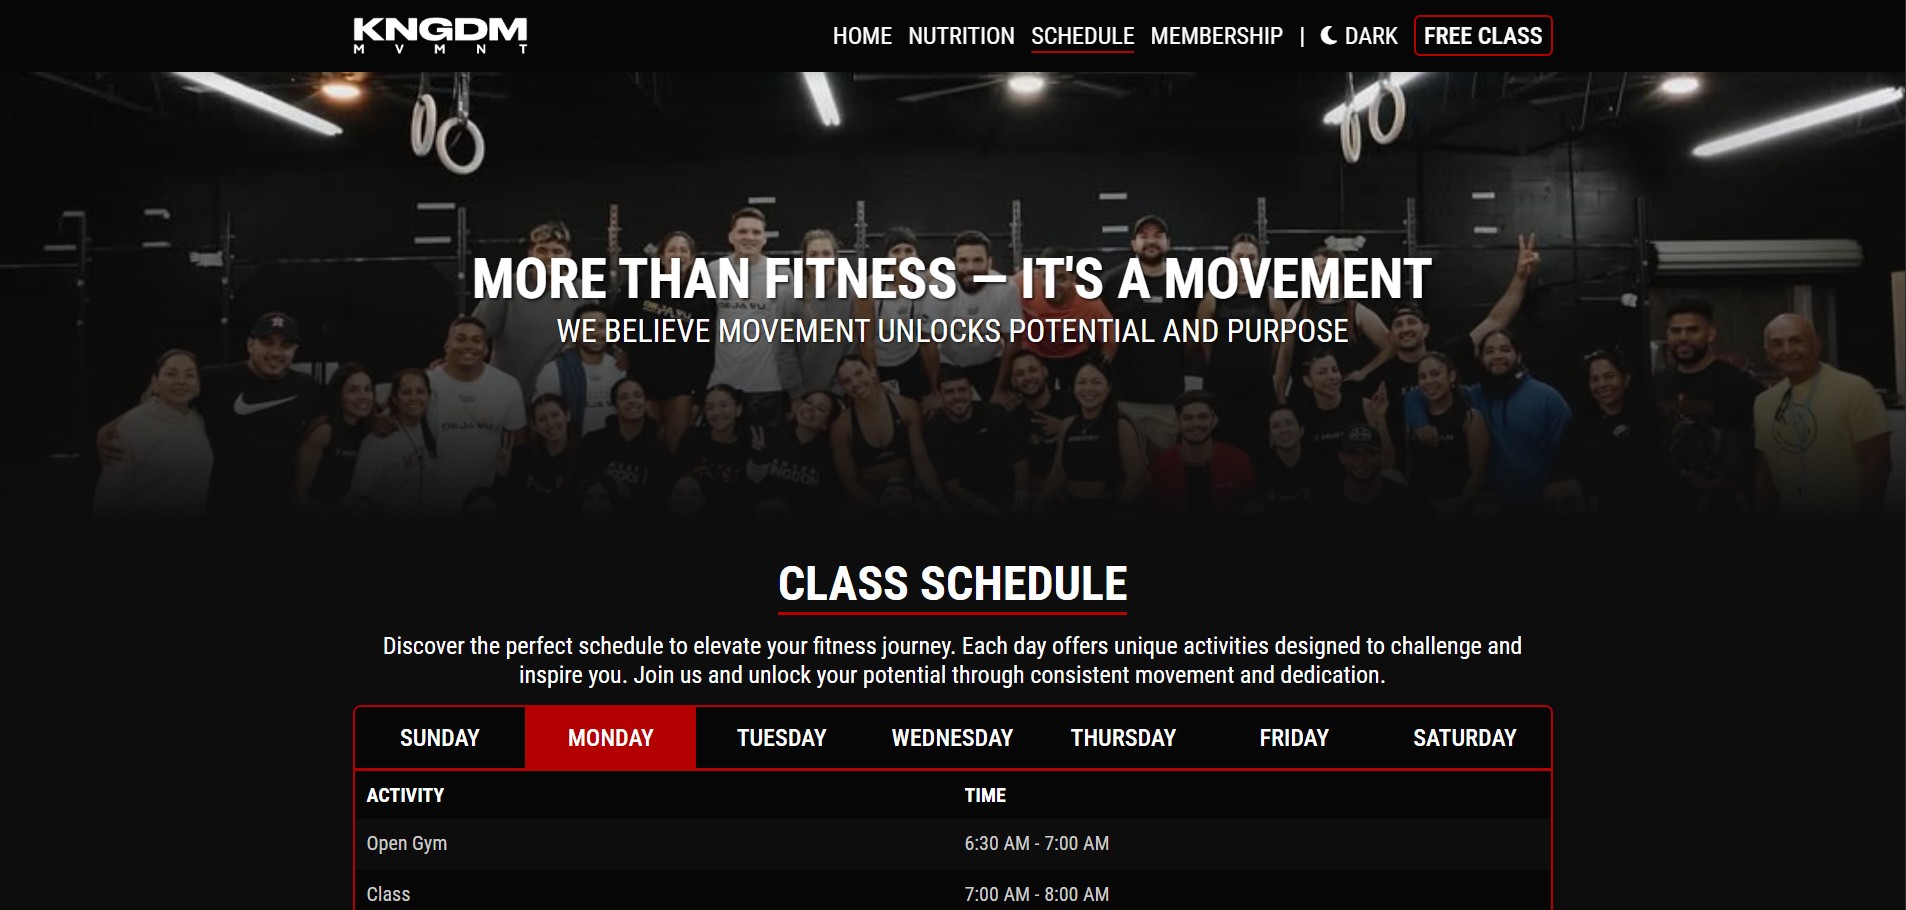 KNGDM
MVMNT
HOME NUTRITION SCHEDULE MEMBERSHIP | DARK FREE CLASS
MORE THAN FITNESS – IT'S A MOVEMENT
WE BELIEVE MOVEMENT UNLOCKS POTENTIAL AND PURPOSE
CLASS SCHEDULE
Discover the perfect schedule to elevate your fitness journey. Each day offers unique activities designed to challenge and
inspire you. Join us and unlock your potential through consistent movement and dedication.
SUNDAY MONDAY TUESDAY WEDNESDAY THURSDAY FRIDAY SATURDAY
ACTIVITY TIME
Open Gym 6:30 AM - 7:00 AM
Class 7:00 AM - 8:00 AM